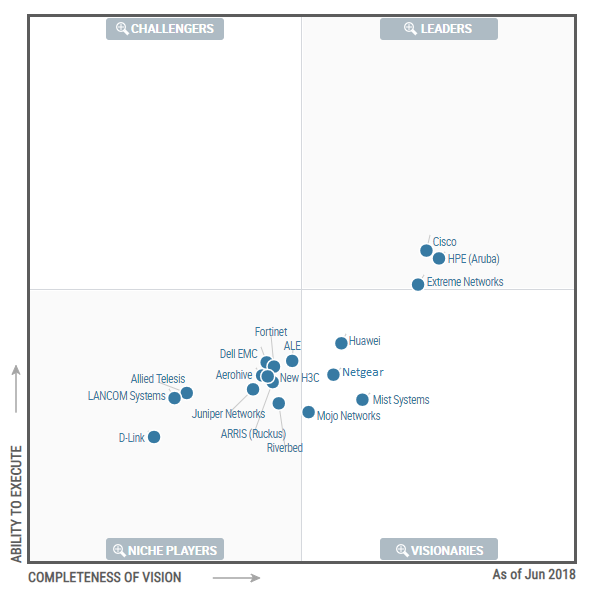 CHALLENGERS
LEADERS
Cisco
HPE (Aruba)
Extreme Networks
Fortinet
Huawei
ALE
Dell EMC
Netgear
Aerohive
New H3C
Allied Telesis
LANCOM Systems
Mist Systems
Juniper Networks
Mojo Networks
ARRIS (Ruckus)
D-Link
Riverbed
NICHE PLAYERS
VISIONARIES
ABILITY TO EXECUTE
COMPLETENESS OF VISION
As of Jun 2018